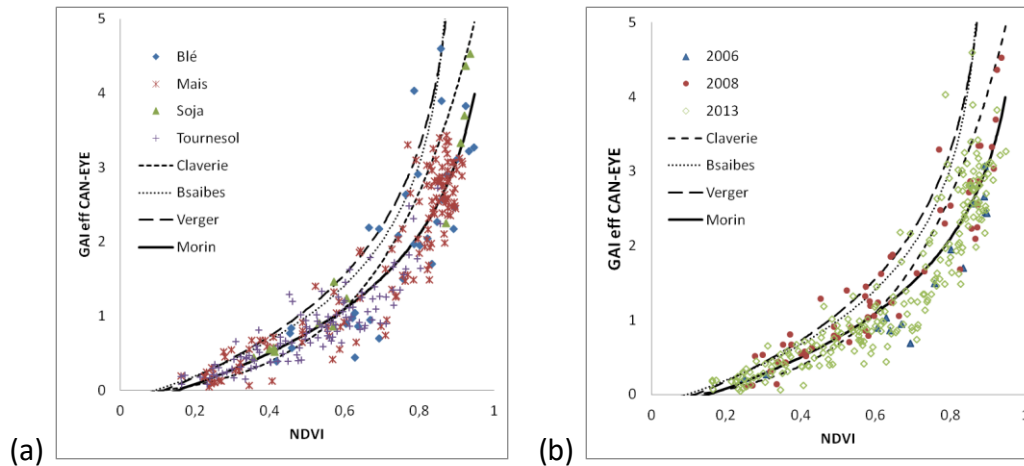 5
4
3
2
1
0
GAI eff CAN-EYE
Blé
Mais
Soja
Tournesol
Claverie
Bsaibes
Verger
Morin
0 0,2 0,4 0,6 0,8 1
NDVI
(a)
5
4
3
2
1
0
GAI eff CAN-EYE
2006
2008
2013
Claverie
Bsaibes
Verger
Morin
0 0,2 0,4 0,6 0,8 1
NDVI
(b)